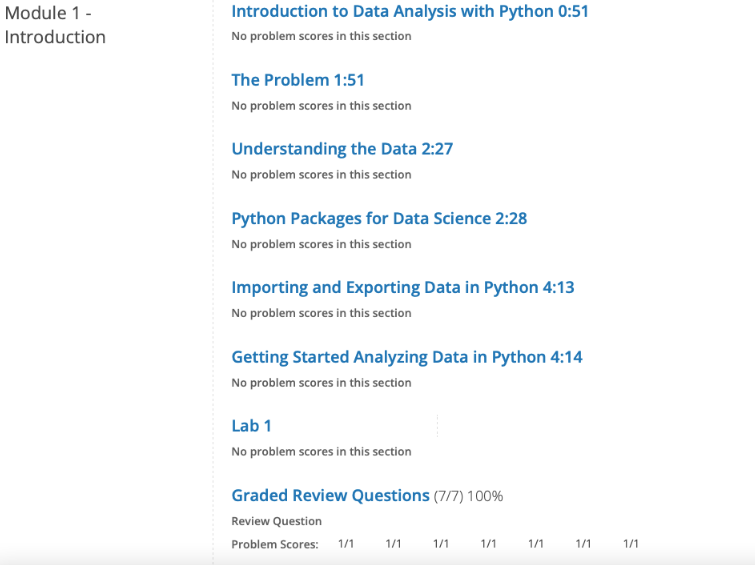 Module 1 -
Introduction
Introduction to Data Analysis with Python 0:51
No problem scores in this section
The Problem 1:51
No problem scores in this section
Understanding the Data 2:27
No problem scores in this section
Python Packages for Data Science 2:28
No problem scores in this section
Importing and Exporting Data in Python 4:13
No problem scores in this section
Getting Started Analyzing Data in Python 4:14
No problem scores in this section
Lab 1
No problem scores in this section
Graded Review Questions (7/7) 100%
Review Question
Problem Scores: 1/1 1/1 1/1 1/1 1/1 1/1 1/1